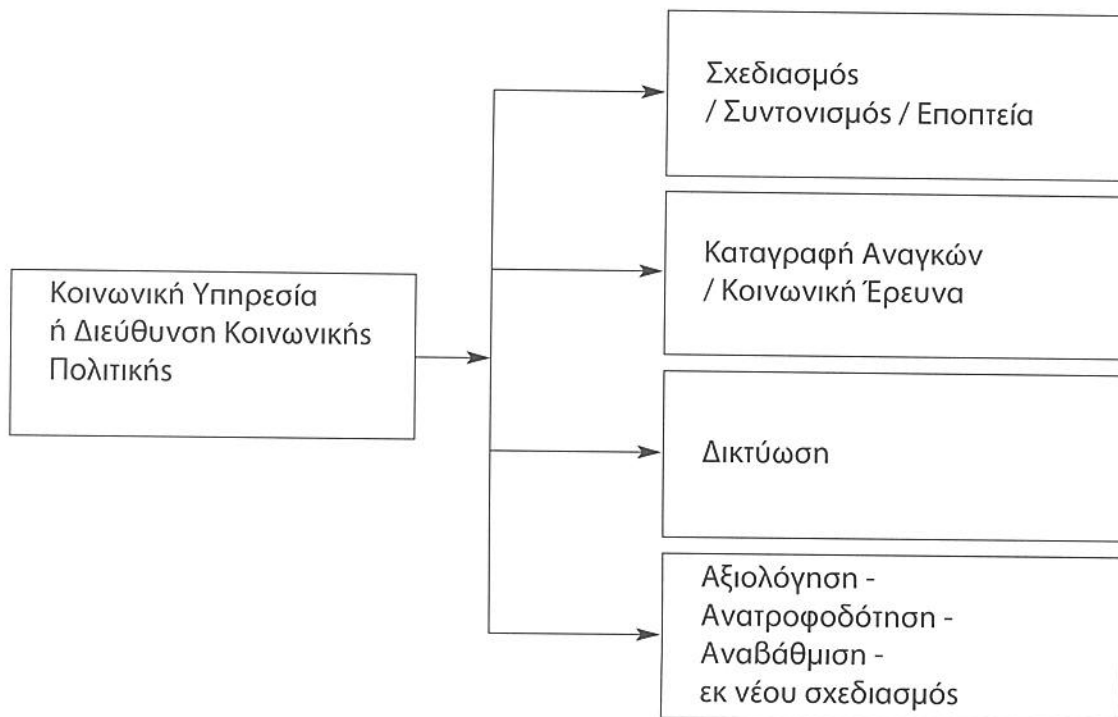 Σχεδιασμός
/ Συντονισμός / Εποπτεία
Καταγραφή Αναγκών
/ Κοινωνική Έρευνα
Κοινωνική Υπηρεσία
ή Διεύθυνση Κοινωνικής
Πολιτικής
Δικτύωση
Αξιολόγηση -
Ανατροφοδότηση -
Αναβάθμιση -
εκ νέου σχεδιασμός